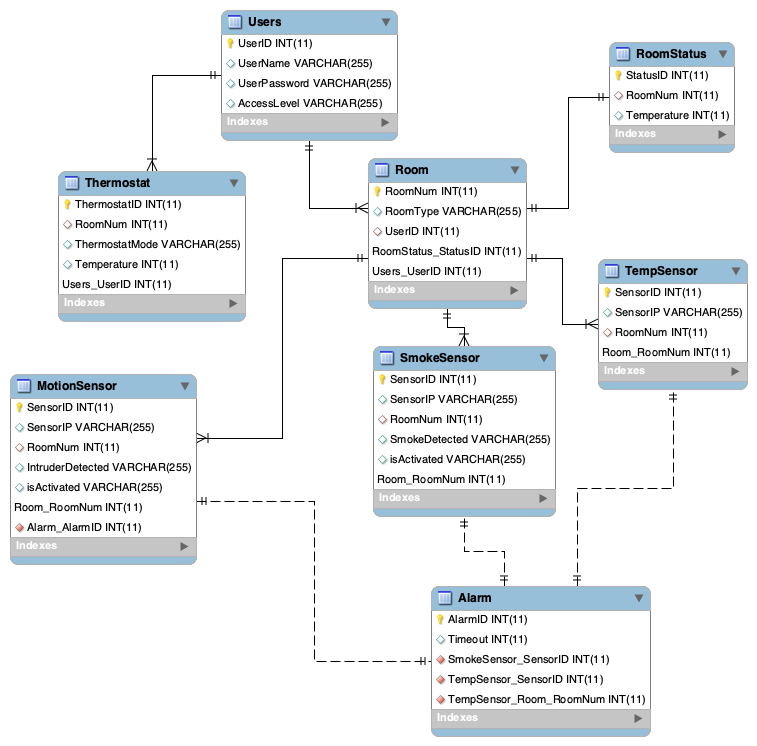 Users
UserID INT(11)
UserName VARCHAR(255)
UserPassword VARCHAR(255)
AccessLevel VARCHAR(255)
Indexes
RoomStatus
StatusID INT(11)
RoomNum INT(11)
Temperature INT(11)
Indexes
Thermostat
ThermostatID INT(11)
RoomNum INT(11)
ThermostatMode VARCHAR(255)
Temperature INT(11)
Users_UserID INT(11)
Indexes
Room
RoomNum INT(11)
RoomType VARCHAR(255)
UserID INT(11)
RoomStatus_StatusID INT(11)
Users_UserID INT(11)
Indexes
TempSensor
SensorID INT(11)
SensorIP VARCHAR(255)
RoomNum INT(11)
Room_RoomNum INT(11)
Indexes
MotionSensor
SensorID INT(11)
SensorIP VARCHAR(255)
RoomNum INT(11)
IntruderDetected VARCHAR(255)
isActivated VARCHAR(255)
Room_RoomNum INT(11)
Alarm_AlarmID INT(11)
Indexes
SmokeSensor
SensorID INT(11)
SensorIP VARCHAR(255)
RoomNum INT(11)
SmokeDetected VARCHAR(255)
isActivated VARCHAR(255)
Room_RoomNum INT(11)
Indexes
Alarm
AlarmID INT(11)
Timeout INT(11)
SmokeSensor_SensorID INT(11)
TempSensor_SensorID INT(11)
TempSensor_Room_RoomNum INT(11)
Indexes